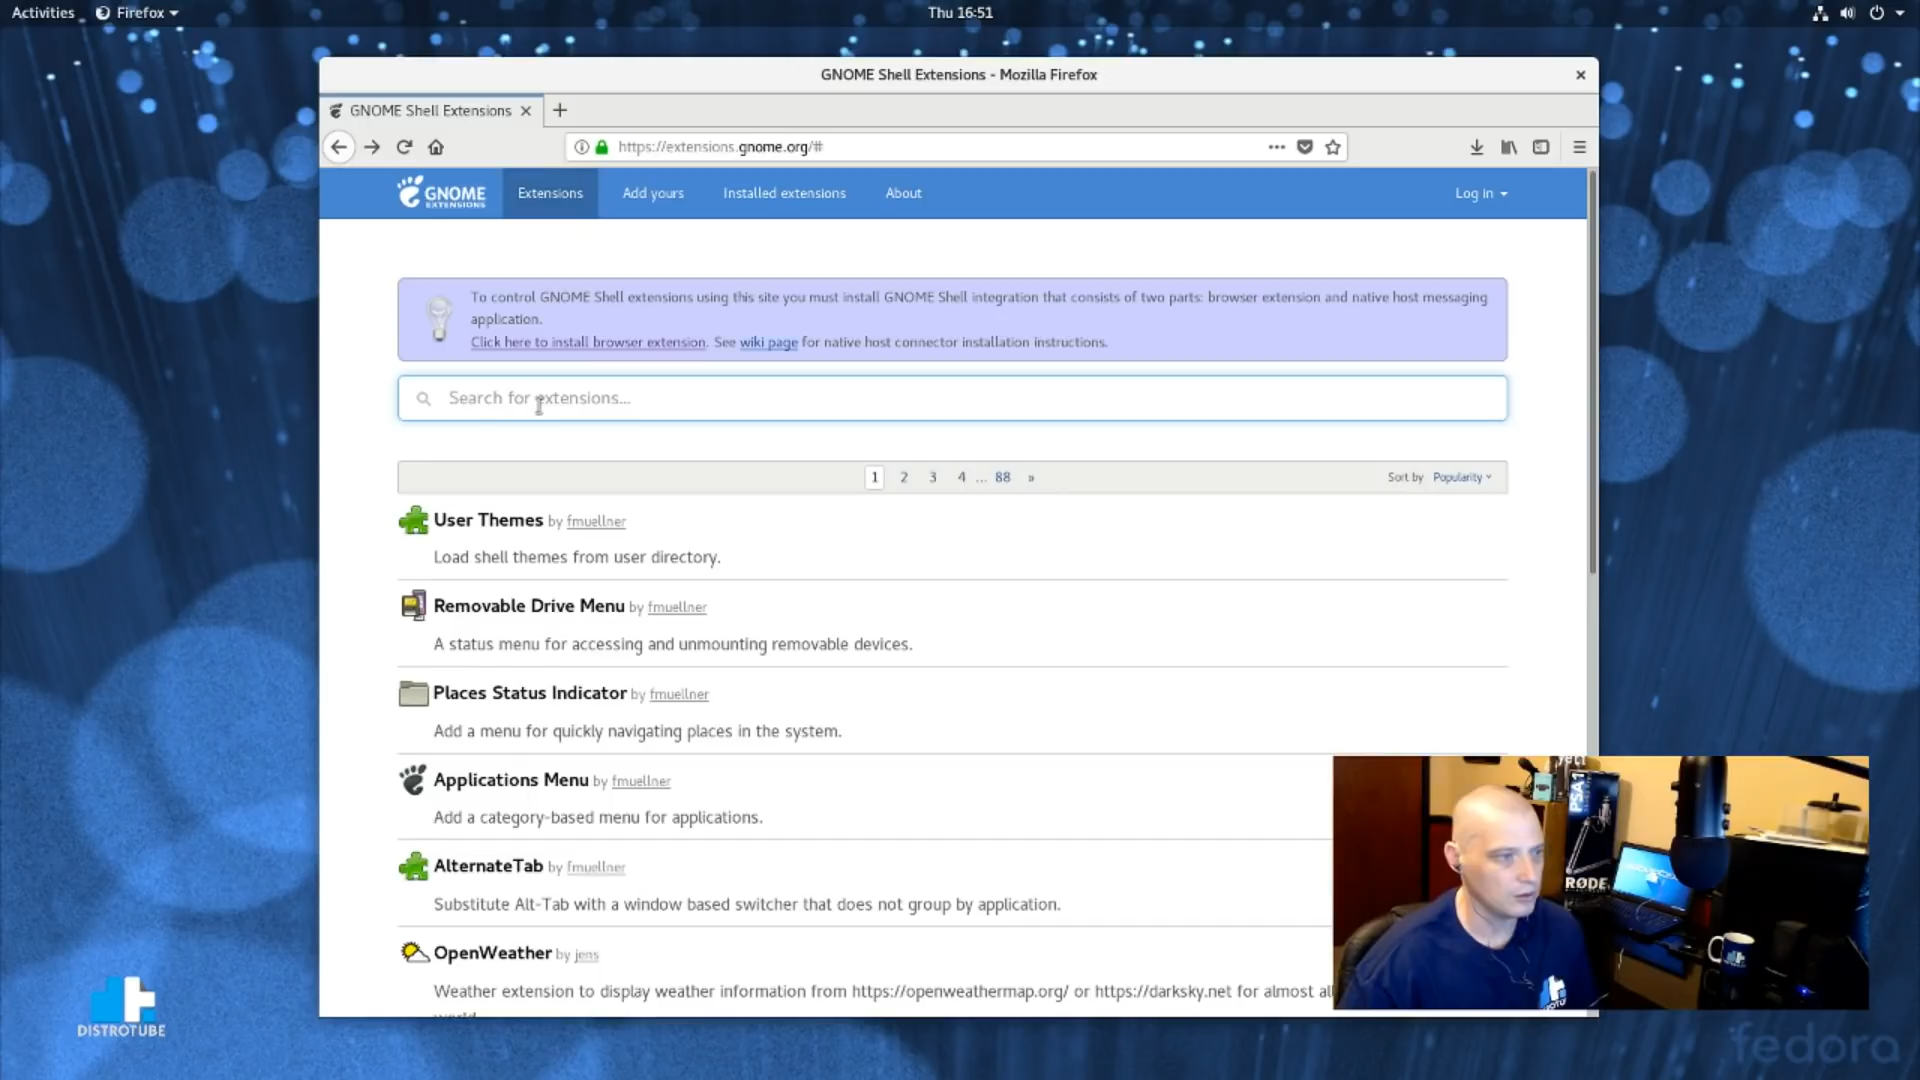 Activities Firefox Thu 16:51
GNOME Shell Extensions - Mozilla Firefox
GNOME Shell Extensions
https://extensions.gnome.org/#
GNOME
EXTENSIONS
Extensions Add yours Installed extensions About Log in
To control GNOME Shell extensions using this site you must install GNOME Shell integration that consists of two parts: browser extension and native host messaging
application.
Click here to install browser extension. See wiki page for native host connector installation instructions.
Search for extensions...
1 2 3 4 ... 88 » Sort by Popularity
User Themes by fmuellner
Load shell themes from user directory.
Removable Drive Menu by fmuellner
A status menu for accessing and unmounting removable devices.
Places Status Indicator by fmuellner
Add a menu for quickly navigating places in the system.
Applications Menu by fmuellner
Add a category-based menu for applications.
AlternateTab by fmuellner
Substitute Alt-Tab with a window based switcher that does not group by application.
OpenWeather by jens
Weather extension to display weather information from https://openweathermap.org/ or https://darksky.net for almost al
PSA1
RØDE
DISTROTUBE
fedora